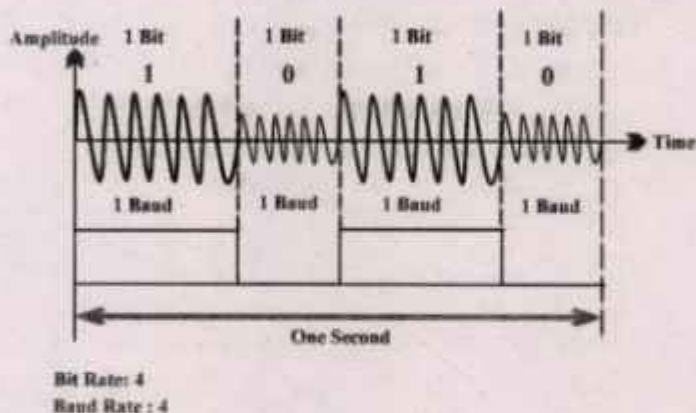 Amplitude 1 Bit 1 Bit 1 Bit 1 Bit
1 0 1 0
Time
1 Baud 1 Baud 1 Baud 1 Baud
One Second
Bit Rate: 4
Baud Rate : 4